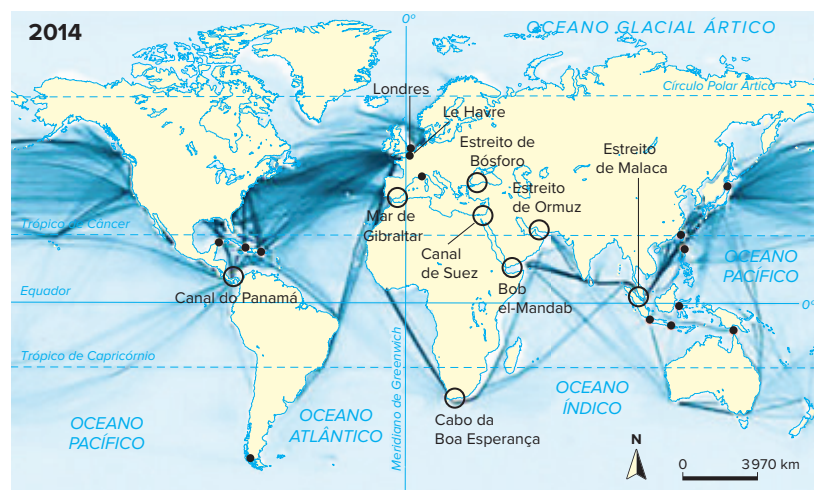 2014
0°
OCEANO GLACIAL ÁRTICO
Círculo Polar Ártico
Londres
Le Havre
Estreito de
Bósforo
Estreito
de Malaca
Estreito
de Ormuz
Mar de
Gibraltar
Trópico de Câncer
Canal
de Suez
OCEANO
PACÍFICO
Bob
el-Mandab
Equador
Canal do Panamá
0°
Meridiano de Greenwich
Trópico de Capricórnio
OCEANO
PACÍFICO
OCEANO
ATLÂNTICO
OCEANO
ÍNDICO
Cabo da
Boa Esperança
N
0
3970 km